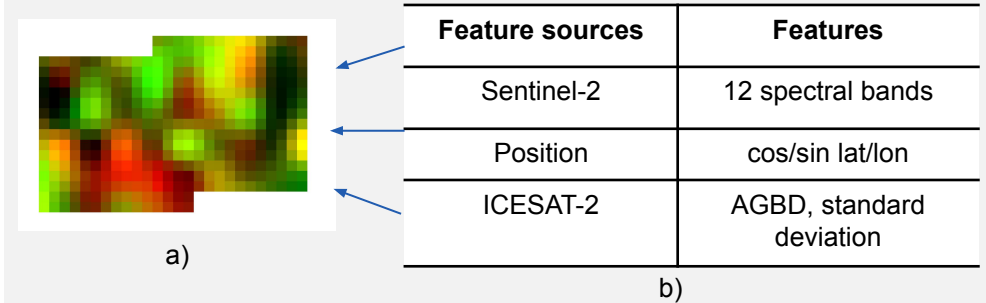 Feature sources Features
Sentinel-2 12 spectral bands
Position cos/sin lat/lon
ICESAT-2 AGBD, standard
deviation
a)
b)